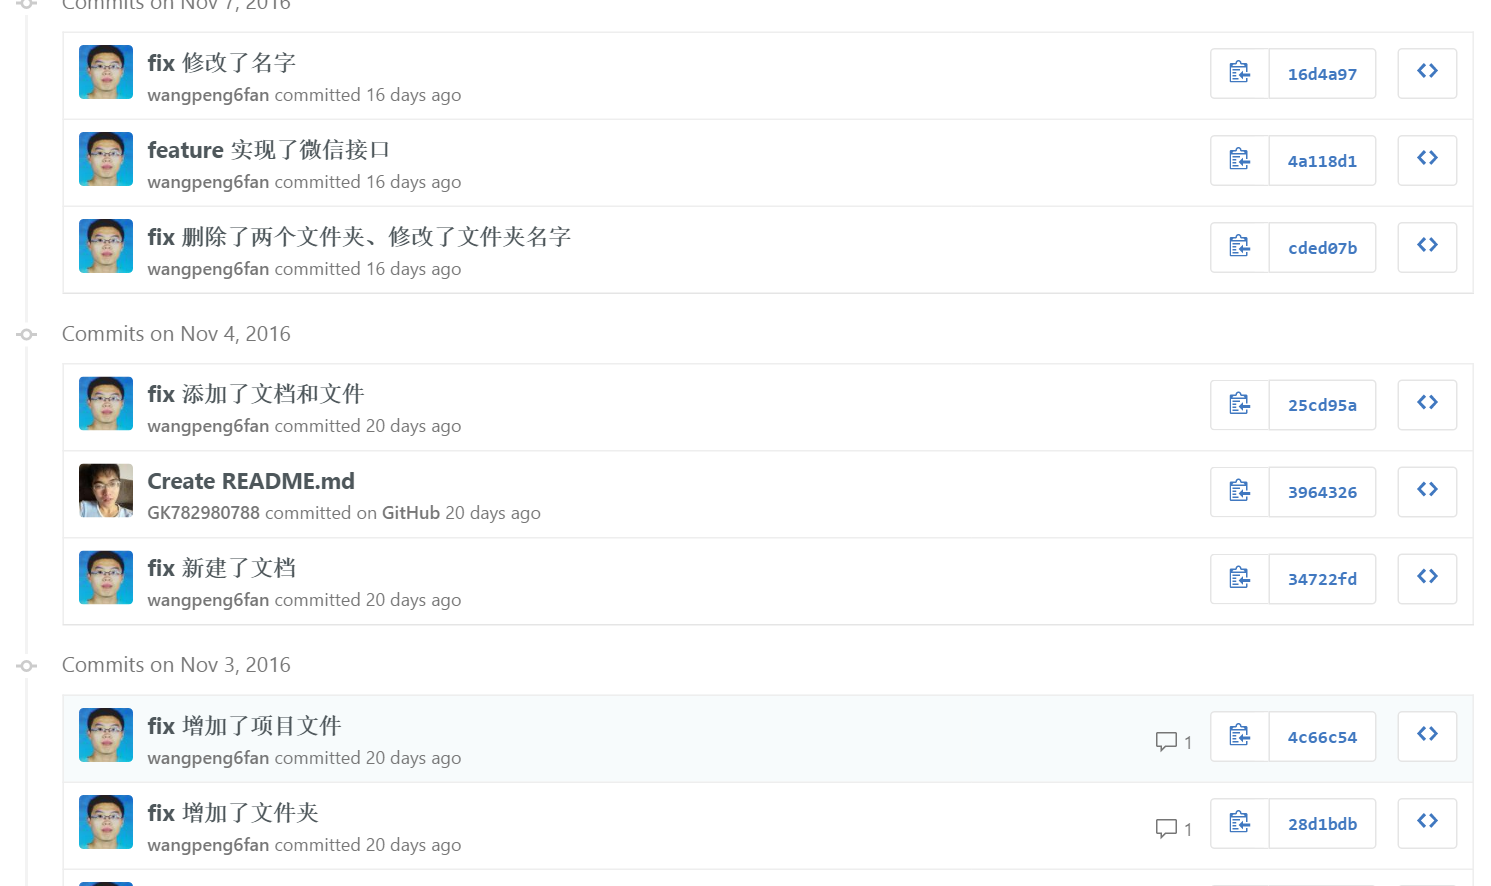 Commits on Nov 7, 2016
fix 修改了名字
wangpeng6fan committed 16 days ago
16d4a97
feature 实现了微信接口
wangpeng6fan committed 16 days ago
4a118d1
fix 删除了两个文件夹、修改了文件夹名字
wangpeng6fan committed 16 days ago
cded07b
Commits on Nov 4, 2016
fix 添加了文档和文件
wangpeng6fan committed 20 days ago
25cd95a
Create README.md
GK782980788 committed on GitHub 20 days ago
3964326
fix 新建了文档
wangpeng6fan committed 20 days ago
34722fd
Commits on Nov 3, 2016
fix 增加了项目文件
wangpeng6fan committed 20 days ago
1
4c66c54
fix 增加了文件夹
wangpeng6fan committed 20 days ago
1
28d1bdb